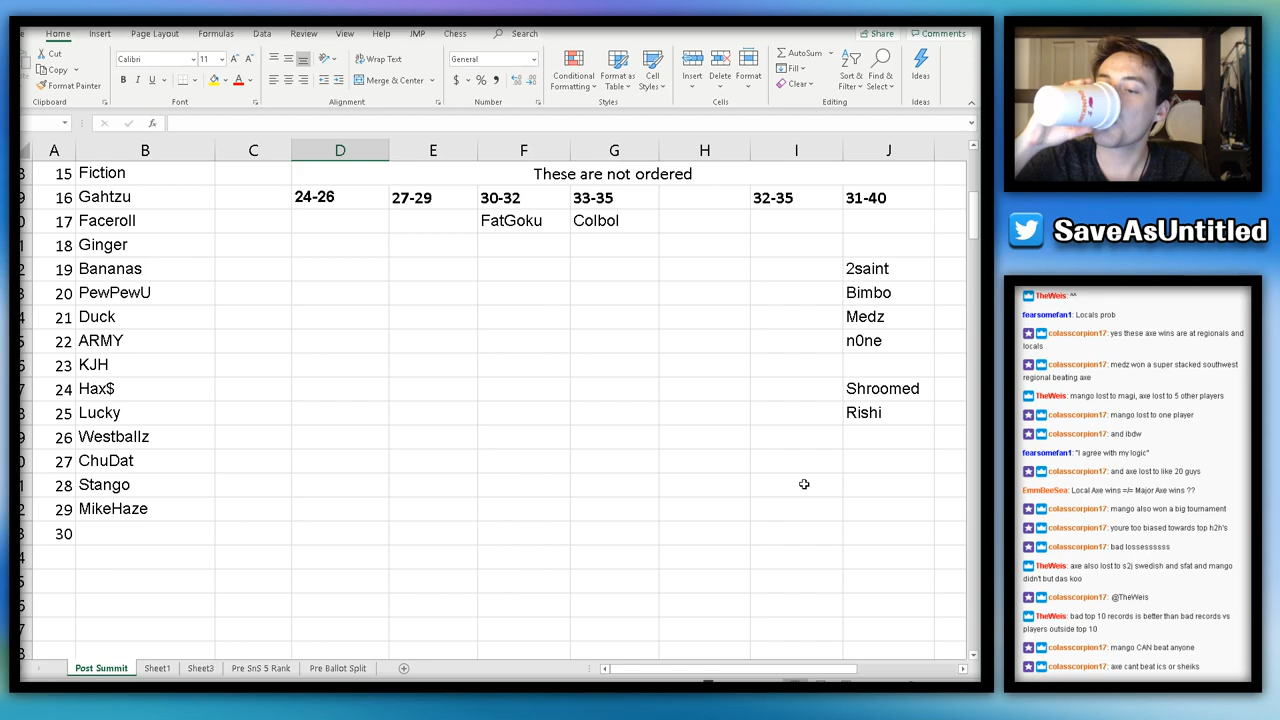 Home Insert Page Layout Formulas Data Review View Help JMP Chess Search Share Comments
Cut
Copy
Format Painter
Clipboard
Calibri 11
B I U
Font
Wrap Text
Merge & Center
Alignment
General
$ % 9
Number
Conditional Formatting
Format as Table
Cell Styles
Styles
Insert Delete Format
Cells
AutoSum
Fill
Clear
Sort & Filter
Find & Select
Editing
Ideas
Ideas
fx
A B C D E F G H I J
15 Fiction These are not ordered
16 Gahtzu 24-26 27-29 30-32 33-35 32-35 31-40
17 Faceroll FatGoku Colbol
18 Ginger
19 Bananas 2saint
20 PewPewU Bimbo
21 Duck Medz
22 ARMY n0ne
23 KJH
24 Hax$ Shroomed
25 Lucky Rishi
26 Westballz
27 ChuDat
28 Stango
29 MikeHaze
30
Post Summit Sheet1 Sheet3 Pre SnS 5 Rank Pre Ballot Split
SaveAsUntitled
TheWeis: ^^
fearsomefan1: Locals prob
colasscorpion17: yes these axe wins are at regionals and
locals
colasscorpion17: medz won a super stacked southwest
regional beating axe
TheWeis: mango lost to magi, axe lost to 5 other players
colasscorpion17: mango lost to one player
colasscorpion17: and ibdw
fearsomefan1: "I agree with my logic"
colasscorpion17: and axe lost to like 20 guys
EmmBeeSea: Local Axe wins =/= Major Axe wins ??
colasscorpion17: mango also won a big tournament
colasscorpion17: youre too biased towards top h2h's
colasscorpion17: bad lossessssss
TheWeis: axe also lost to s2j swedish and sfat and mango
didn't but das koo
colasscorpion17: @TheWeis
TheWeis: bad top 10 records is better than bad records vs
players outside top 10
colasscorpion17: mango CAN beat anyone
colasscorpion17: axe cant beat ics or sheiks